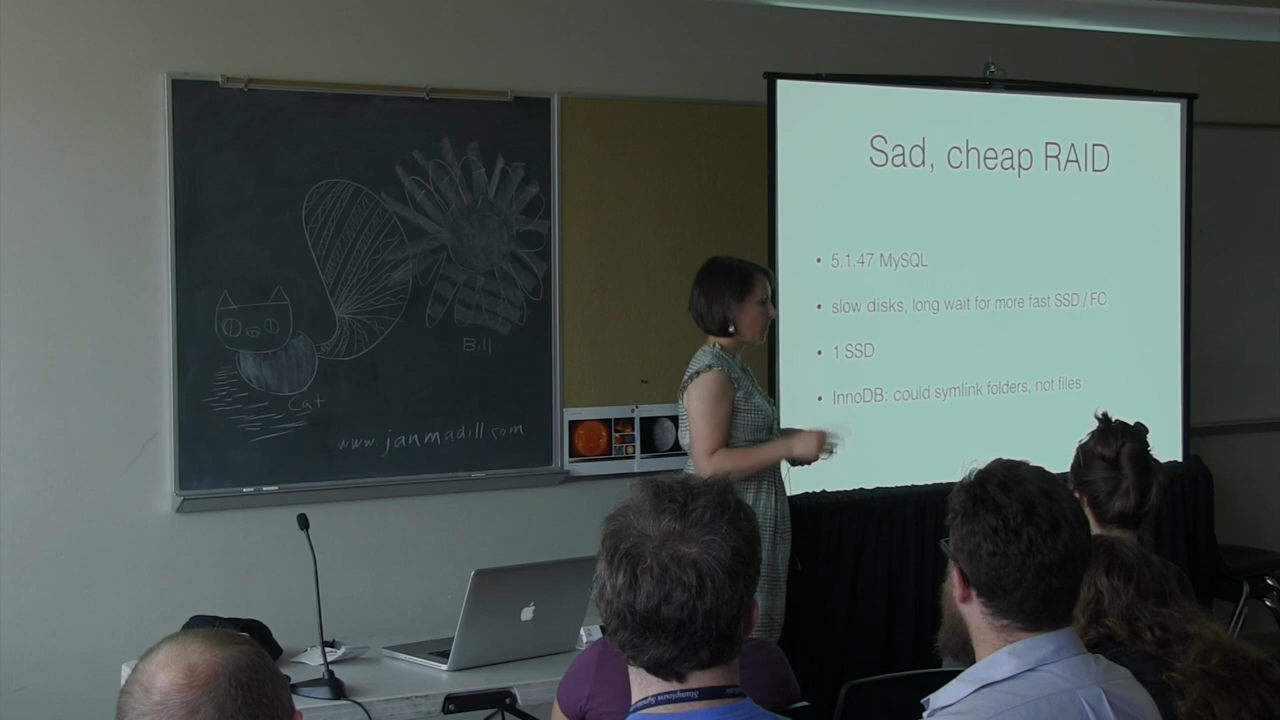 Sad, cheap RAID
• 5.1.47 MySQL
• slow disks, long wait for more fast SSD / FC
• 1 SSD
• InnoDB: could symlink folders, not files
Bill
Cat
www.janmadill.com